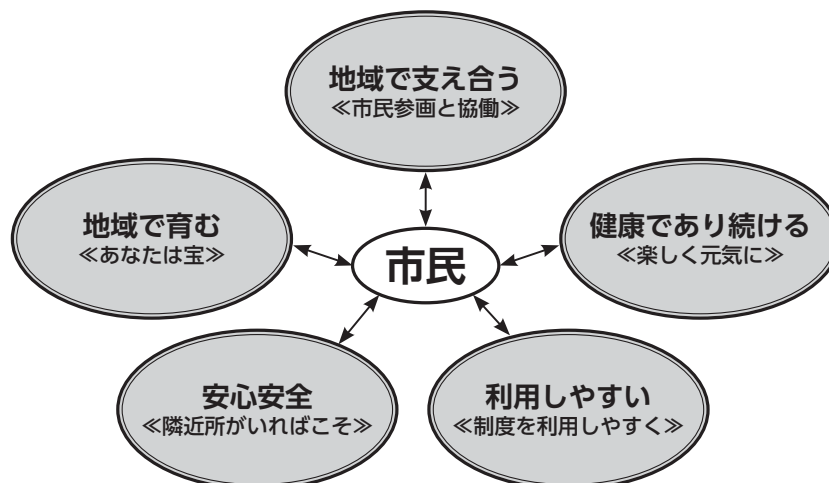 地域で支え合う
≪市民参画と協働≫
地域で育む
≪あなたは宝≫
健康であり続ける
≪楽しく元気に≫
市民
安心安全
≪隣近所がいればこそ≫
利用しやすい
≪制度を利用しやすく≫